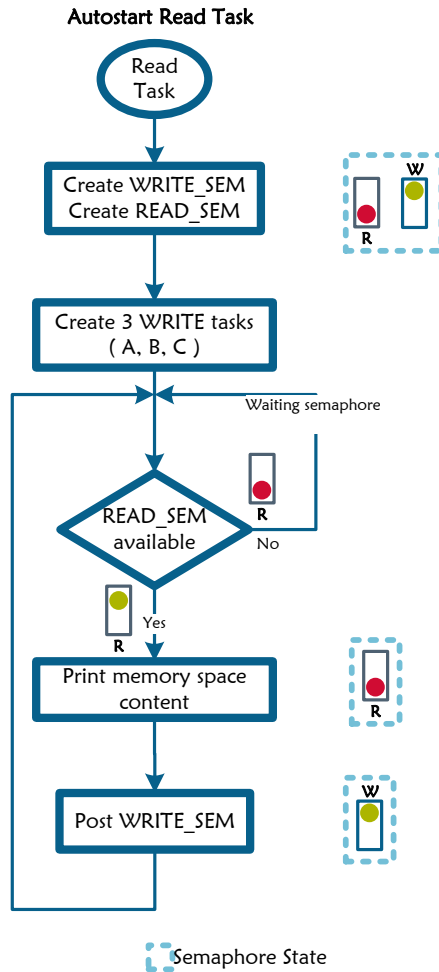 Autostart Read Task
Read
Task
Create WRITE_SEM
Create READ_SEM
W
R
Create 3 WRITE tasks
( A, B, C )
Waiting semaphore
READ_SEM
available
R
No
R
Yes
Print memory space
content
R
Post WRITE_SEM
W
Semaphore State